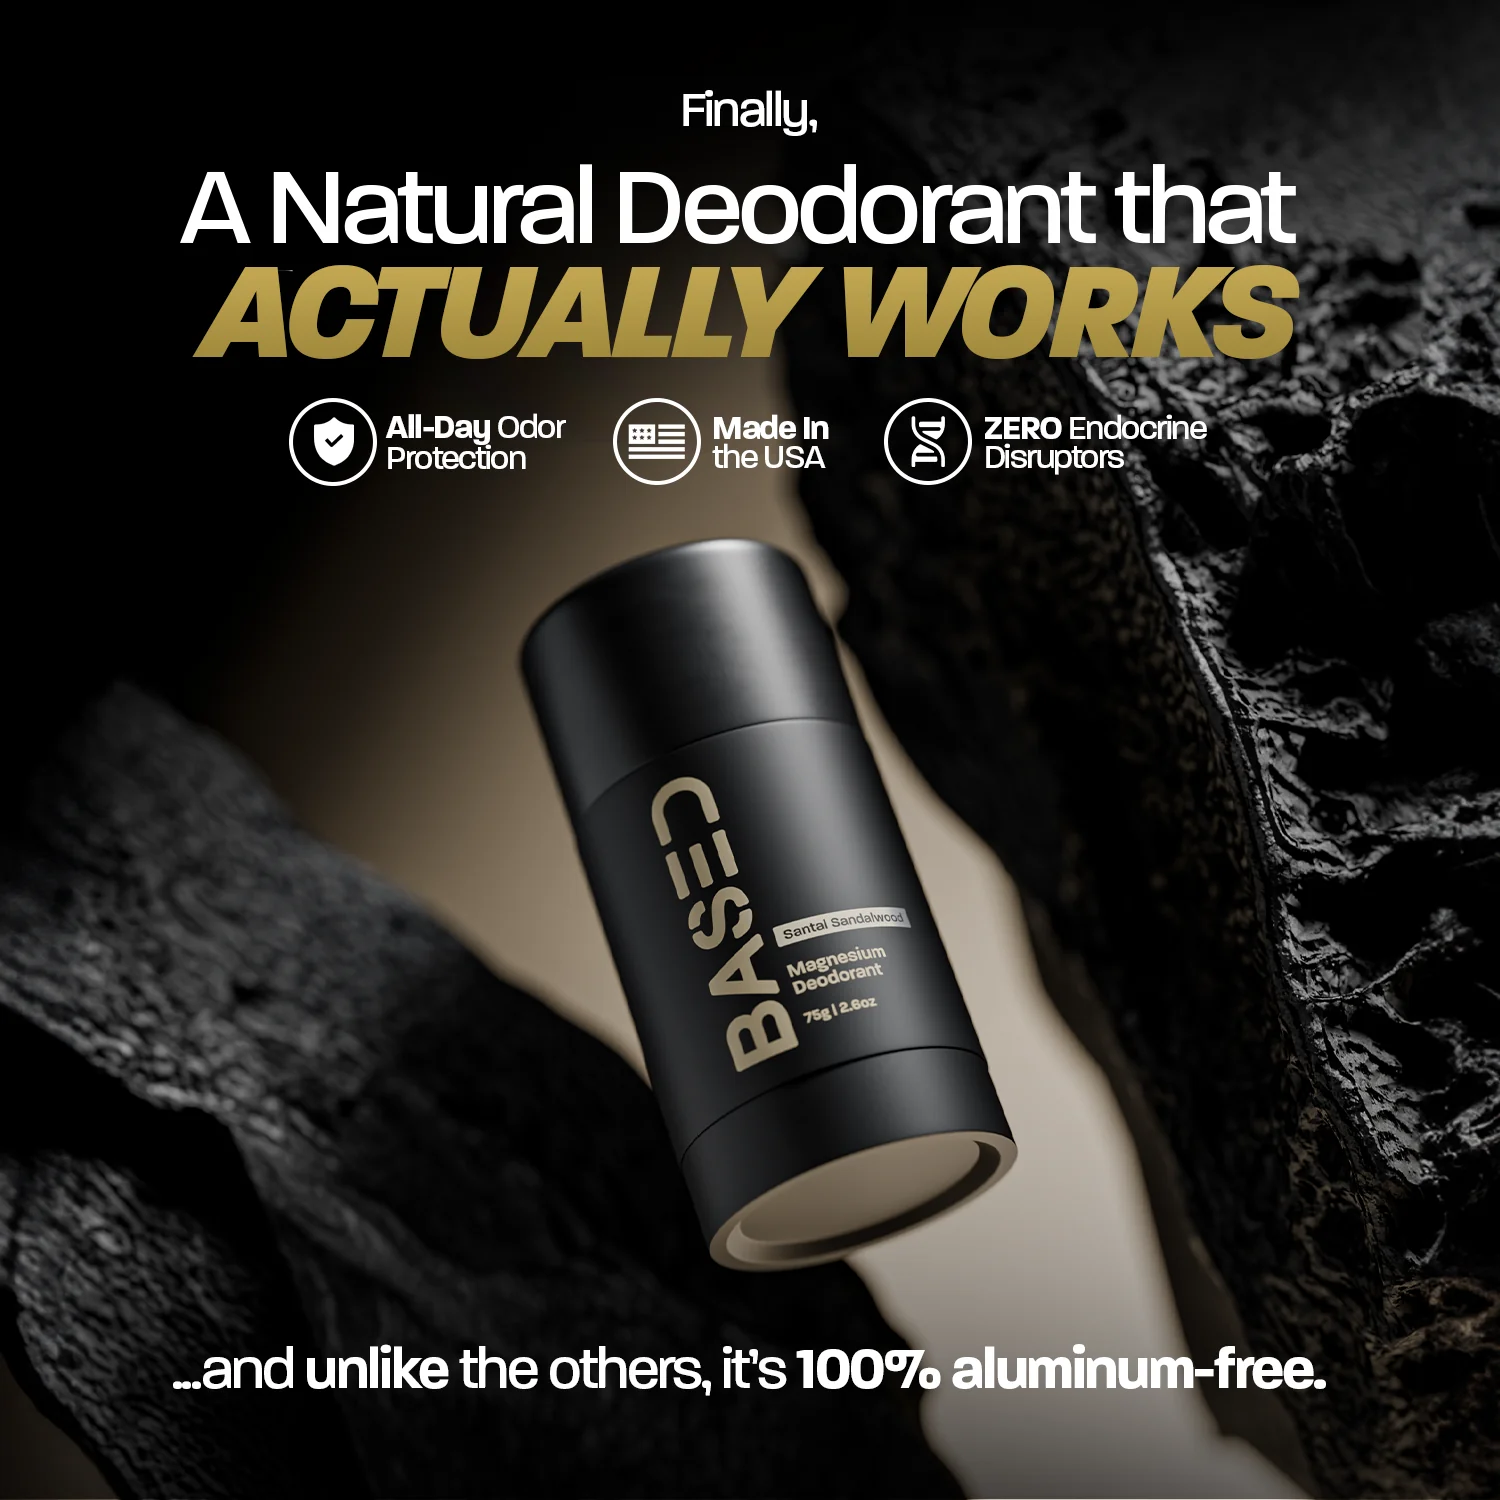 Finally,
A Natural Deodorant that
ACTUALLY WORKS
All-Day Odor
Protection
Made In
the USA
ZERO Endocrine
Disruptors
BASED
Santal Sandalwood
Magnesium
Deodorant
75g | 2.6oz
...and unlike the others, it's 100% aluminum-free.